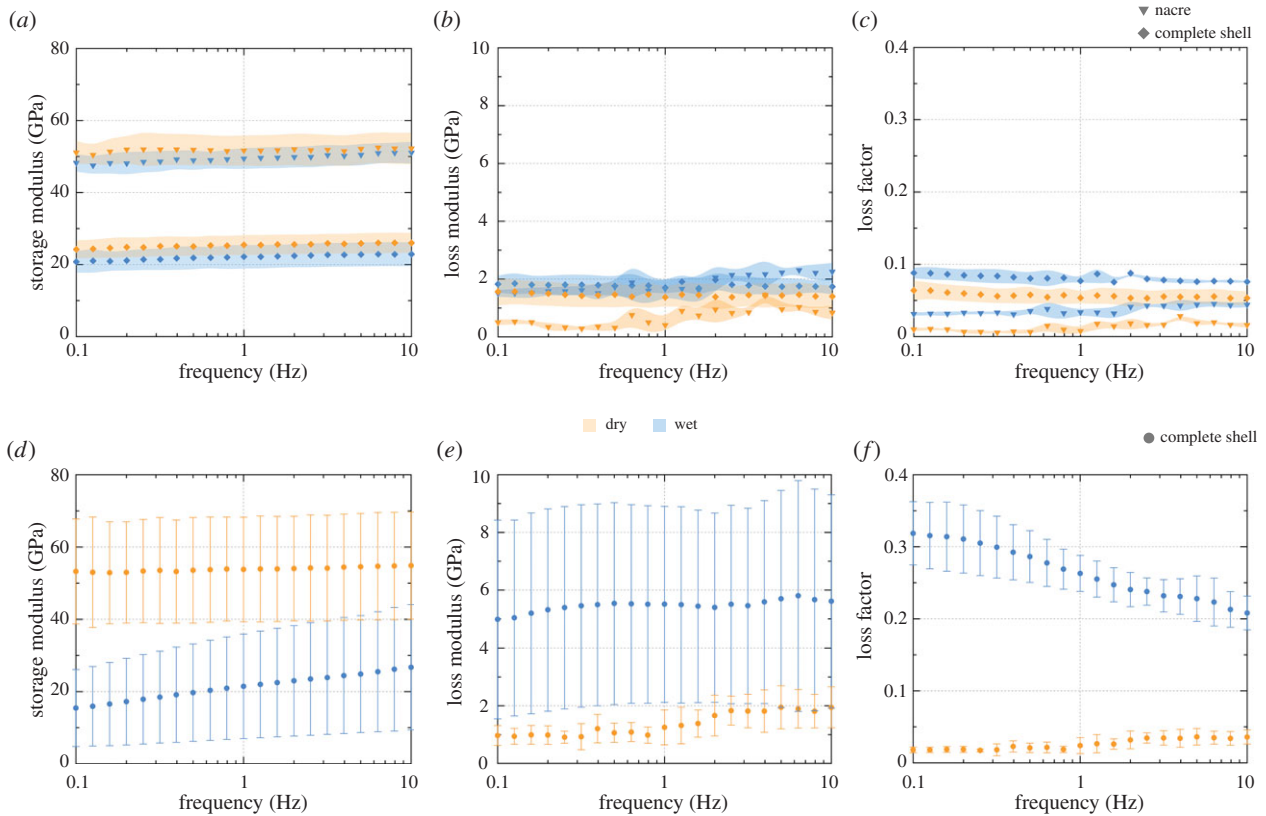 (a)
(b)
(c)
nacre
complete shell
80
60
40
20
0
storage modulus (GPa)
0.1
1
10
frequency (Hz)
10
8
6
4
2
0
loss modulus (GPa)
0.1
1
10
frequency (Hz)
0.4
0.3
0.2
0.1
0
loss factor
0.1
1
10
frequency (Hz)
dry
wet
(d)
(e)
(f)
complete shell
80
60
40
20
0
storage modulus (GPa)
0.1
1
10
frequency (Hz)
10
8
6
4
2
0
loss modulus (GPa)
0.1
1
10
frequency (Hz)
0.4
0.3
0.2
0.1
0
loss factor
0.1
1
10
frequency (Hz)